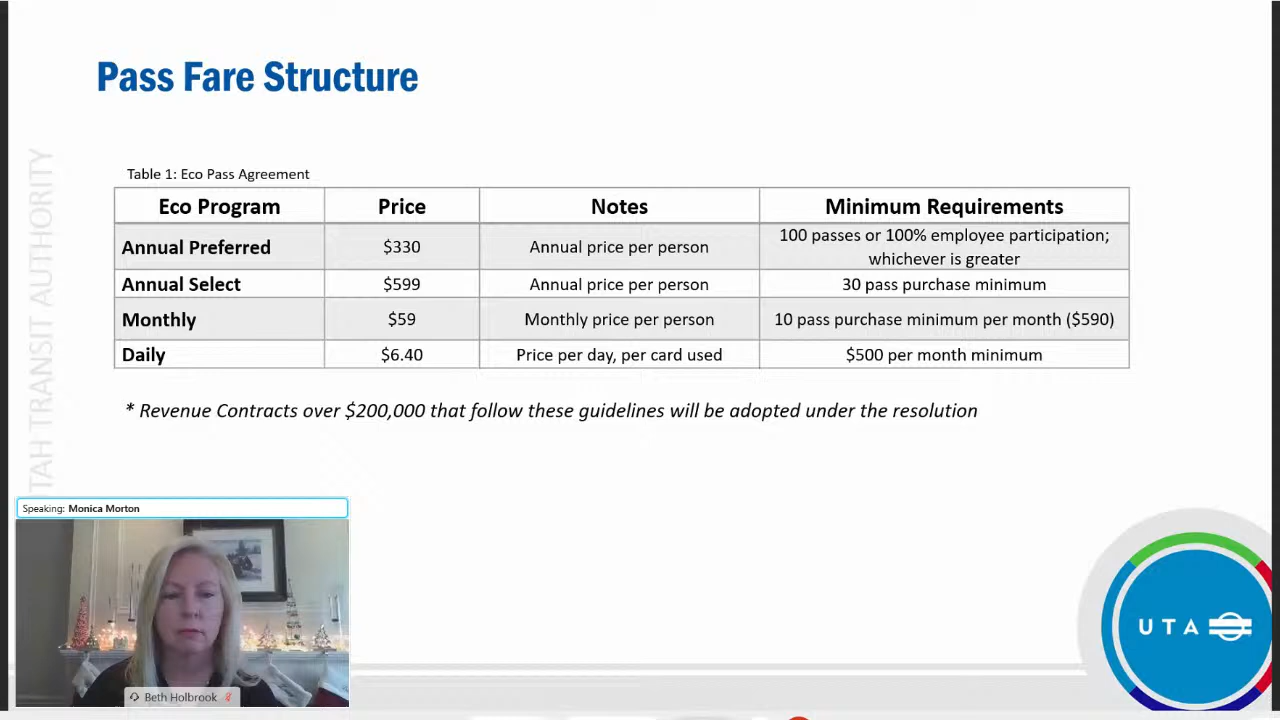 Pass Fare Structure
UTAH TRANSIT AUTHORITY
Table 1: Eco Pass Agreement
Eco Program Price Notes Minimum Requirements
Annual Preferred $330 Annual price per person 100 passes or 100% employee participation;
whichever is greater
Annual Select $599 Annual price per person 30 pass purchase minimum
Monthly $59 Monthly price per person 10 pass purchase minimum per month ($590)
Daily $6.40 Price per day, per card used $500 per month minimum
* Revenue Contracts over $200,000 that follow these guidelines will be adopted under the resolution
Speaking: Monica Morton
Beth Holbrook
UTA